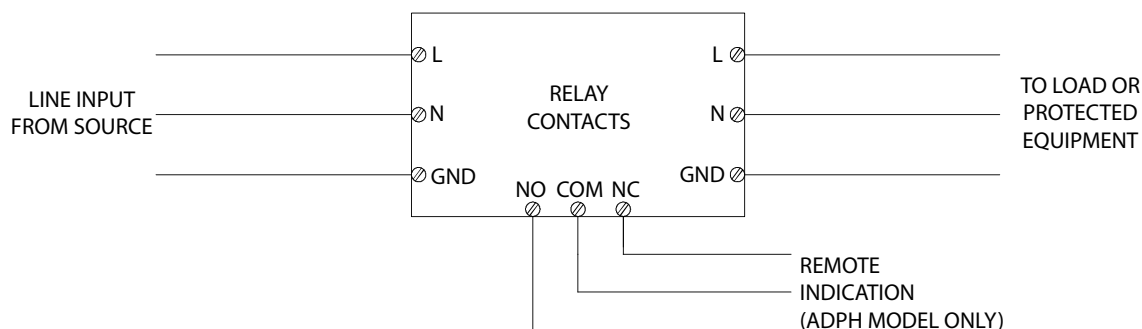 L
L
LINE INPUT
FROM SOURCE
RELAY
CONTACTS
TO LOAD OR
PROTECTED
EQUIPMENT
N
N
GND
GND
NO COM NC
REMOTE
INDICATION
(ADPH MODEL ONLY)